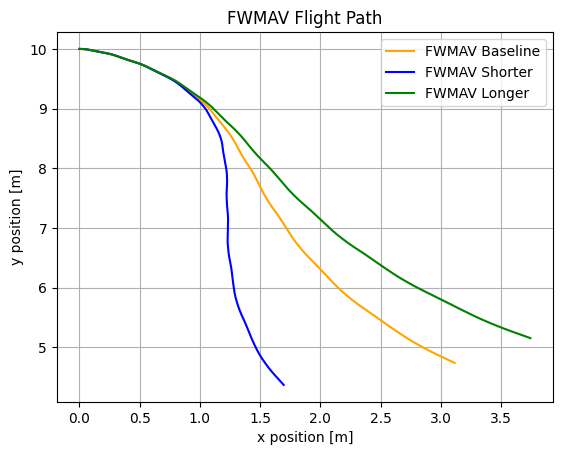 FWMAV Flight Path
FWMAV Baseline
FWMAV Shorter
FWMAV Longer
y position [m]
10
9
8
7
6
5
0.0 0.5 1.0 1.5 2.0 2.5 3.0 3.5
x position [m]